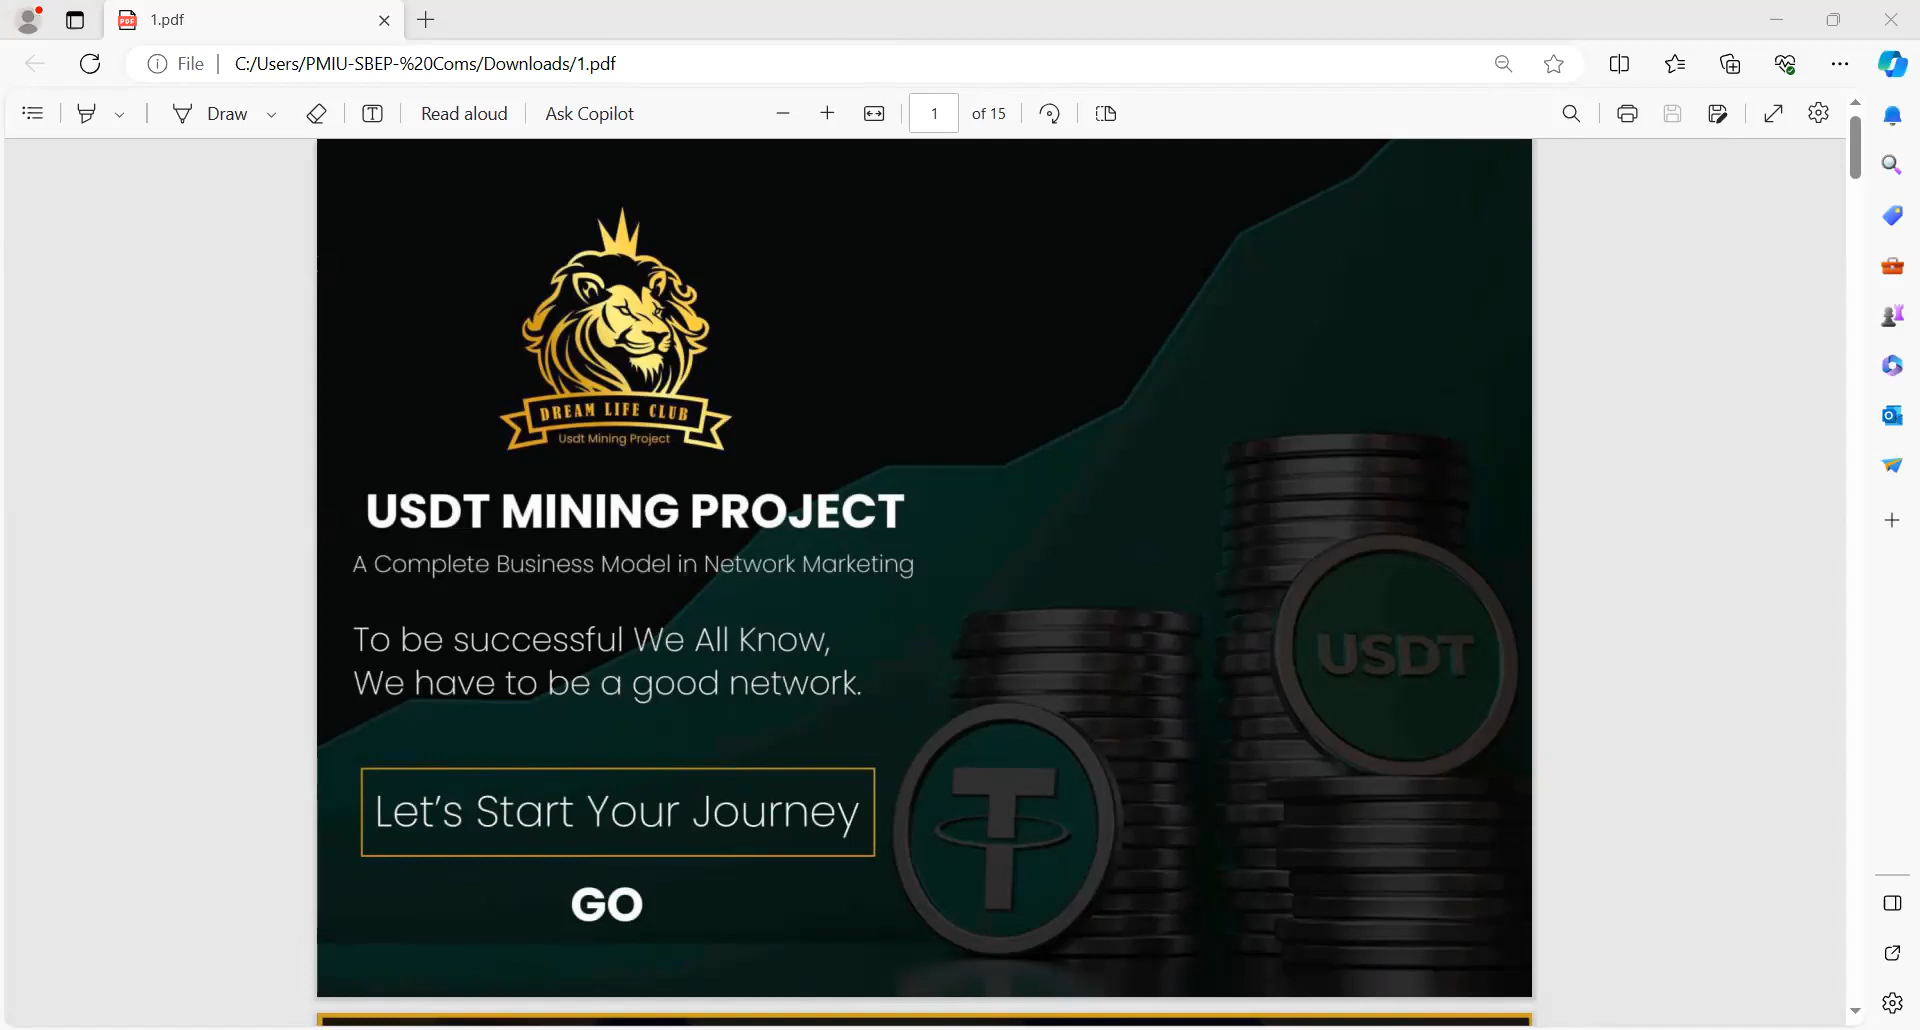 1.pdf
File
C:/Users/PMIU-SBEP-%20Coms/Downloads/1.pdf
Draw
Read aloud
Ask Copilot
1
of 15
DREAM LIFE CLUB
Usdt Mining Project
USDT MINING PROJECT
A Complete Business Model in Network Marketing
To be successful We All Know,
We have to be a good network.
USDT
Let's Start Your Journey
GO